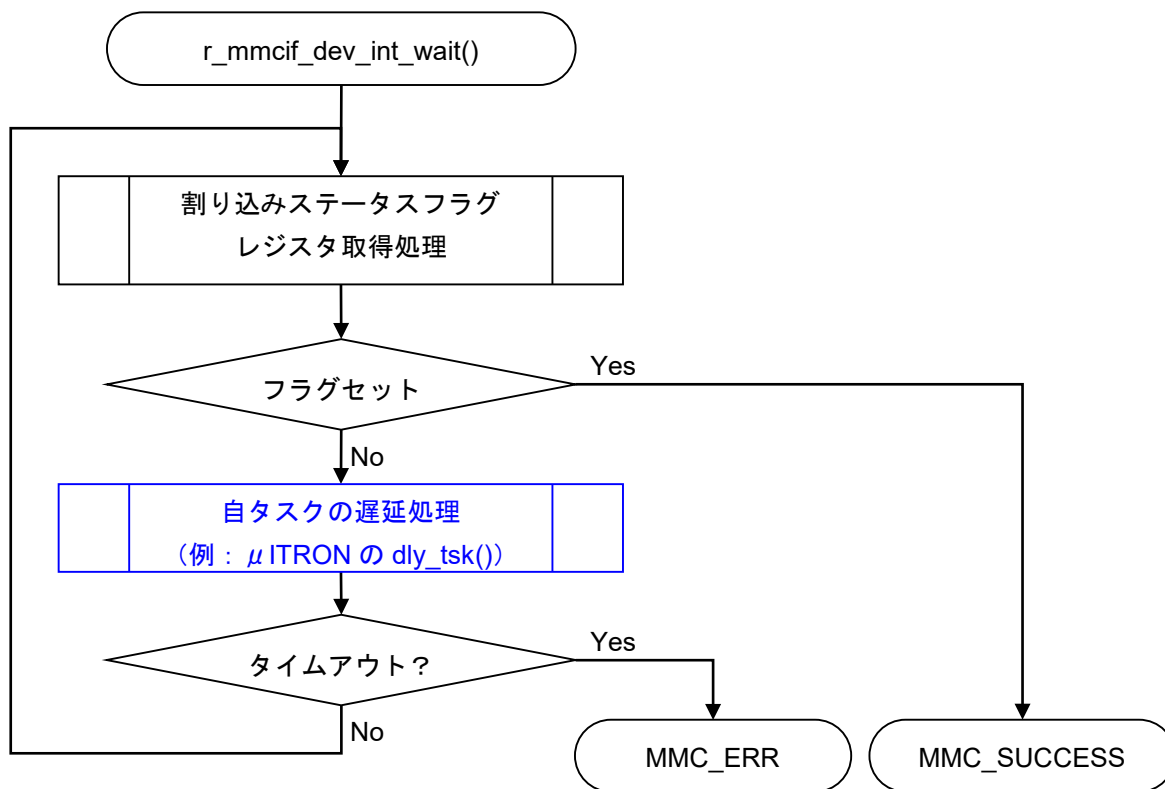 r_mmcif_dev_int_wait()
割り込みステータスフラグ
レジスタ取得処理
フラグセット
Yes
No
自タスクの遅延処理
（例：μITRON の dly_tsk()）
タイムアウト？
Yes
No
MMC_ERR
MMC_SUCCESS